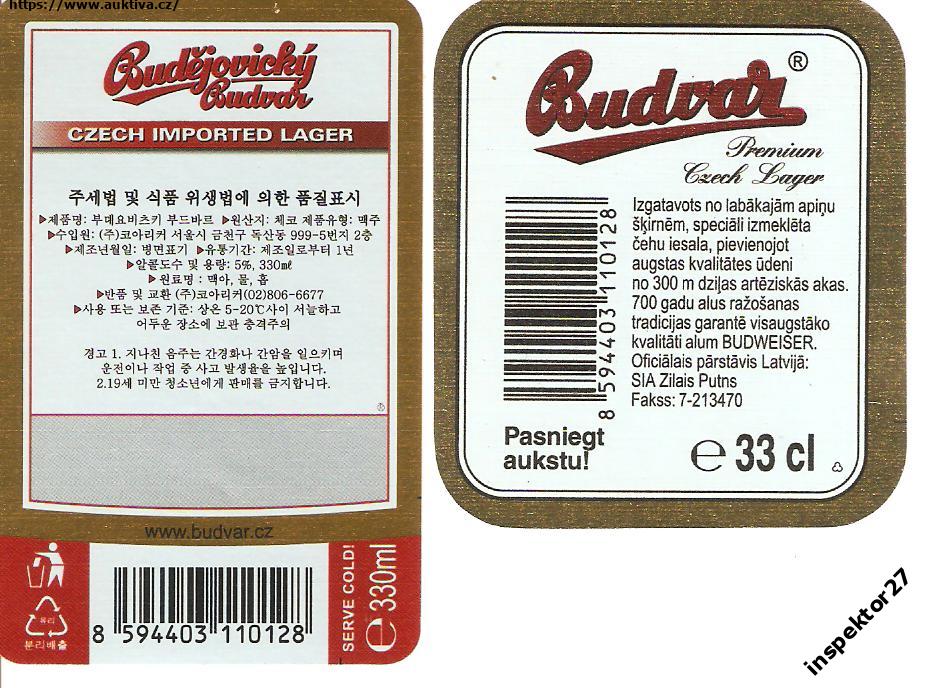 https://www.auktiva.cz/
Budějovický
Budvar
CZECH IMPORTED LAGER
주세법 및 식품 위생법에 의한 품질표시
▶제품명: 부데요비츠키 부드바르 ▶원산지: 체코 제품유형: 맥주
▶수입원: (주)코아리커 서울시 금천구 독산동 999-5번지 2층
▶제조년월일: 병면표기 ▶유통기간: 제조일로부터 1년
▶알콜도수 및 용량: 5%, 330㎖
▶원료명 : 맥아, 물, 홉
▶반품 및 교환 (주)코아리커(02)806-6677
▶사용 또는 보존 기준: 상온 5-20℃사이 서늘하고
어두운 장소에 보관 충격주의
경고 1. 지나친 음주는 간경화나 간암을 일으키며
운전이나 작업 중 사고 발생율을 높입니다.
2.19세 미만 청소년에게 판매를 금지합니다.
www.budvar.cz
유리
분리배출
8 594403 110128
SERVE COLD!
℮ 330ml
Budvar®
Premium
Czech Lager
Izgatavots no labākajām apiņu
šķirnēm, speciāli izmeklēta
čehu iesala, pievienojot
augstas kvalitātes ūdeni
no 300 m dziļas artēziskās akas.
700 gadu alus ražošanas
tradicijas garantē visaugstāko
kvalitāti alum BUDWEISER.
Oficiālais pārstāvis Latvijā:
SIA Zilais Putns
Fakss: 7-213470
8 594403 110128
Pasniegt
aukstu!
℮ 33 cl
inspektor27